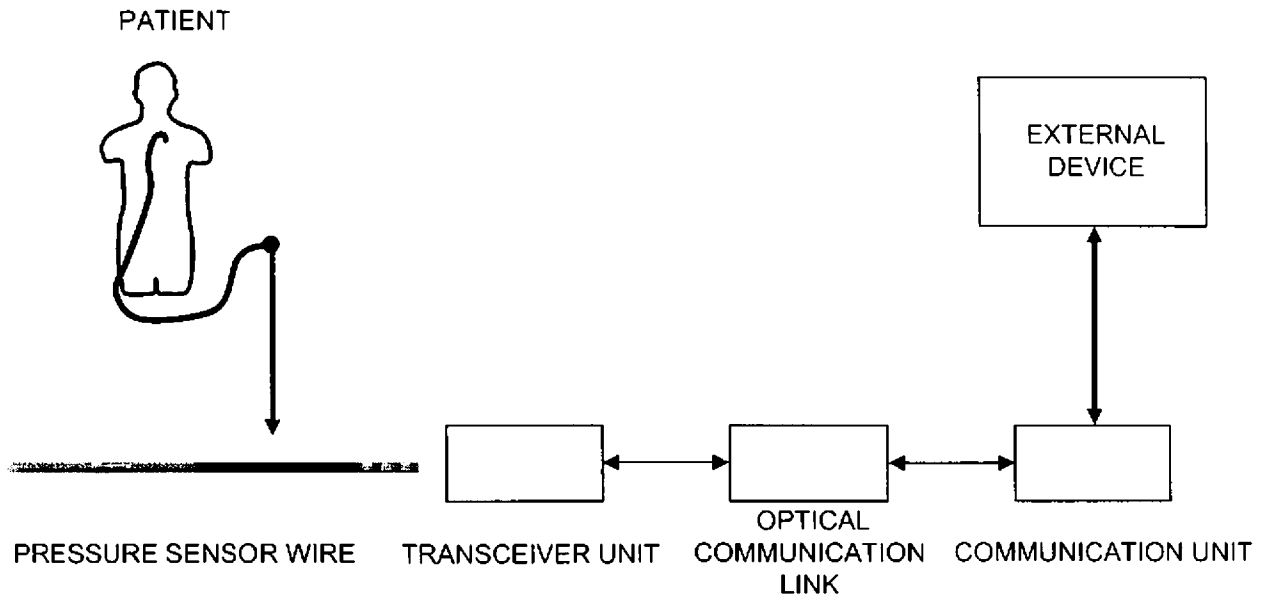 PATIENT
EXTERNAL
DEVICE
PRESSURE SENSOR WIRE
TRANSCEIVER UNIT
OPTICAL
COMMUNICATION
LINK
COMMUNICATION UNIT